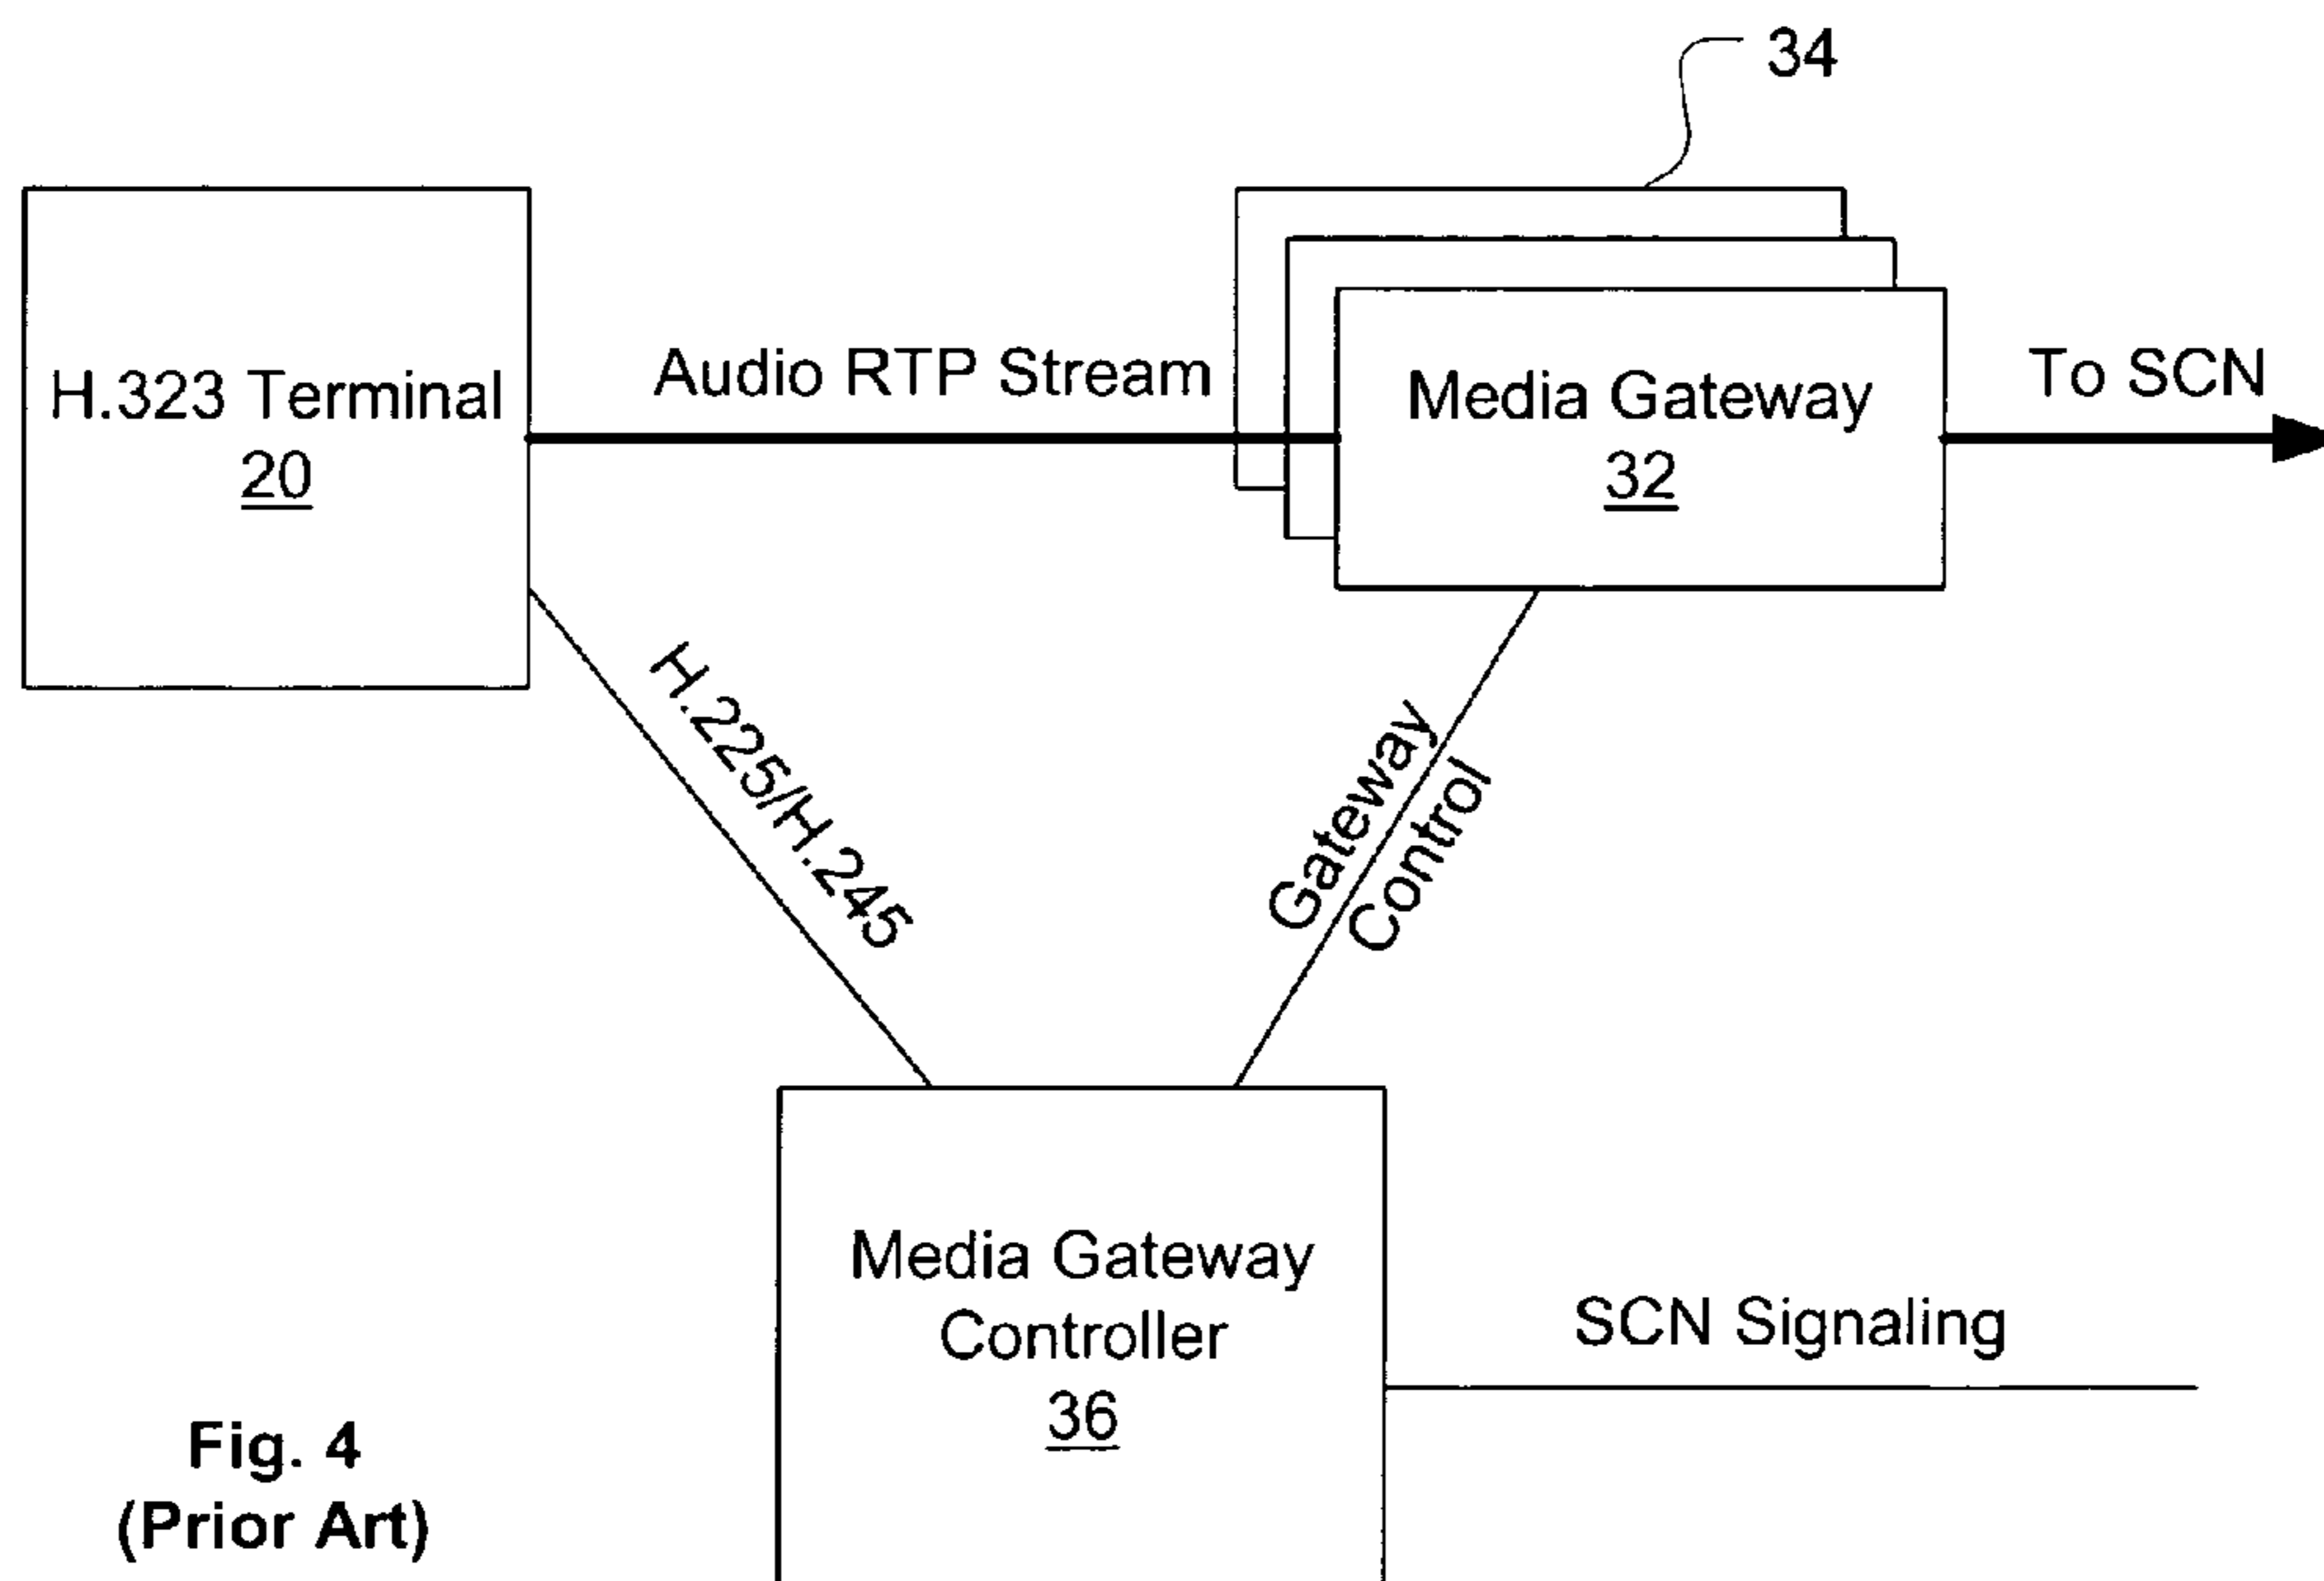 34
H.323 Terminal
20
Audio RTP Stream
Media Gateway
32
To SCN
H.225/H.245
Gateway
Control
Media Gateway
Controller
36
SCN Signaling
Fig. 4
(Prior Art)